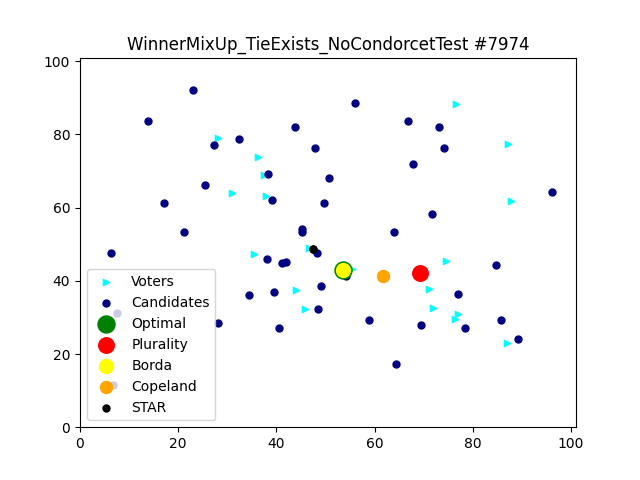 WinnerMixUp_TieExists_NoCondorcetTest #7974
100
80
60
40
20
0
Voters
Candidates
Optimal
Plurality
Borda
Copeland
STAR
0 20 40 60 80 100